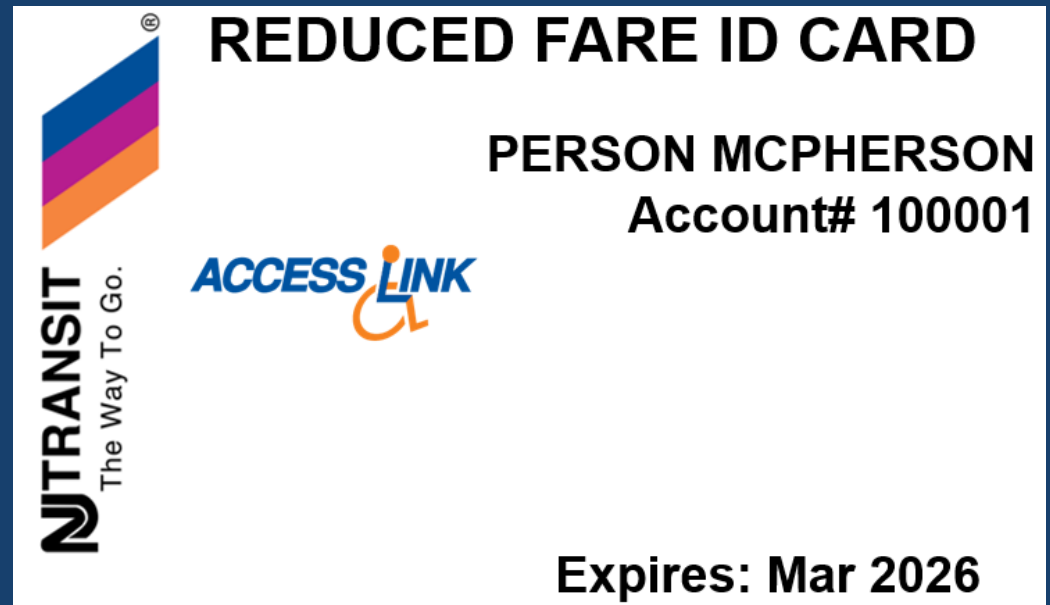 REDUCED FARE ID CARD
PERSON MCPHERSON
Account# 100001
ACCESS LINK
NJTRANSIT
The Way To Go.
®
Expires: Mar 2026